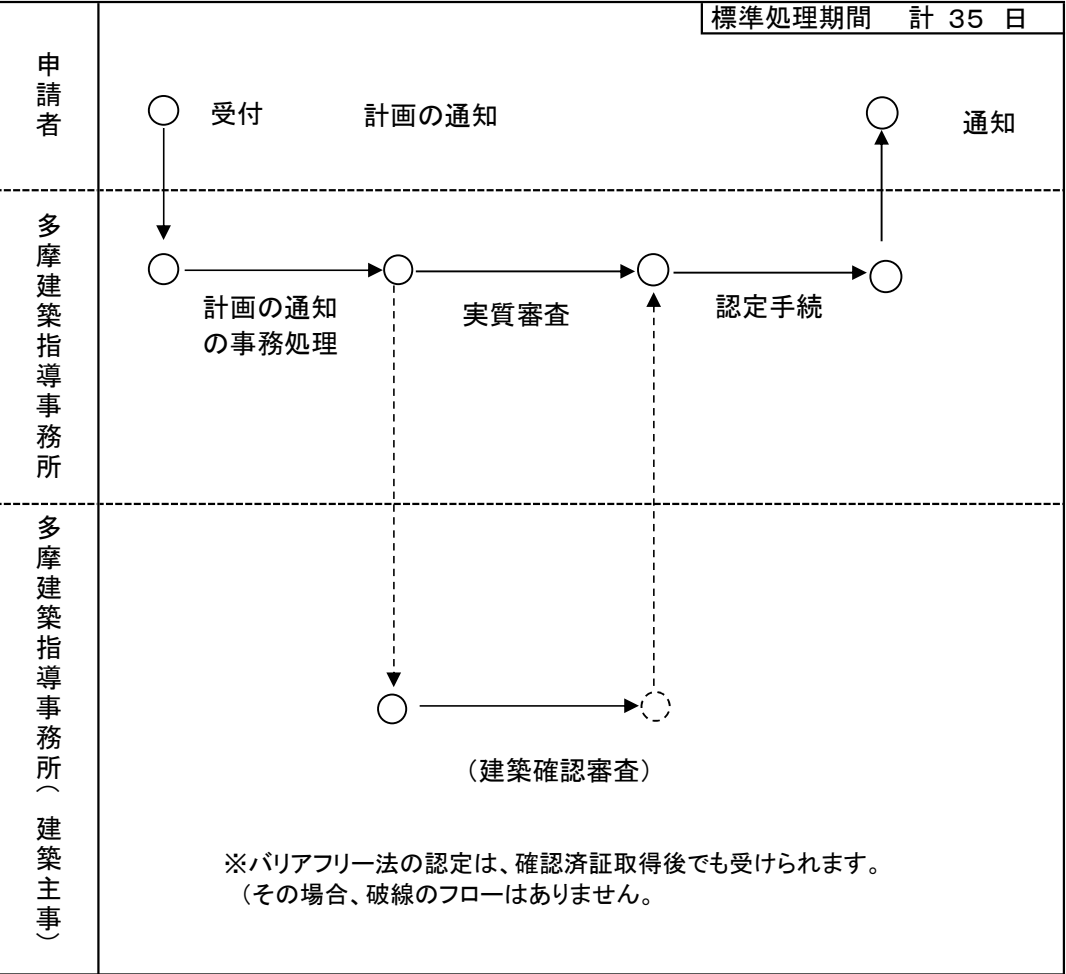 標準処理期間 計 35 日
申請者
受付 計画の通知
通知
多摩建築指導事務所
計画の通知
の事務処理
実質審査
認定手続
多摩建築指導事務所（建築主事）
（建築確認審査）
※バリアフリー法の認定は、確認済証取得後でも受けられます。
（その場合、破線のフローはありません。